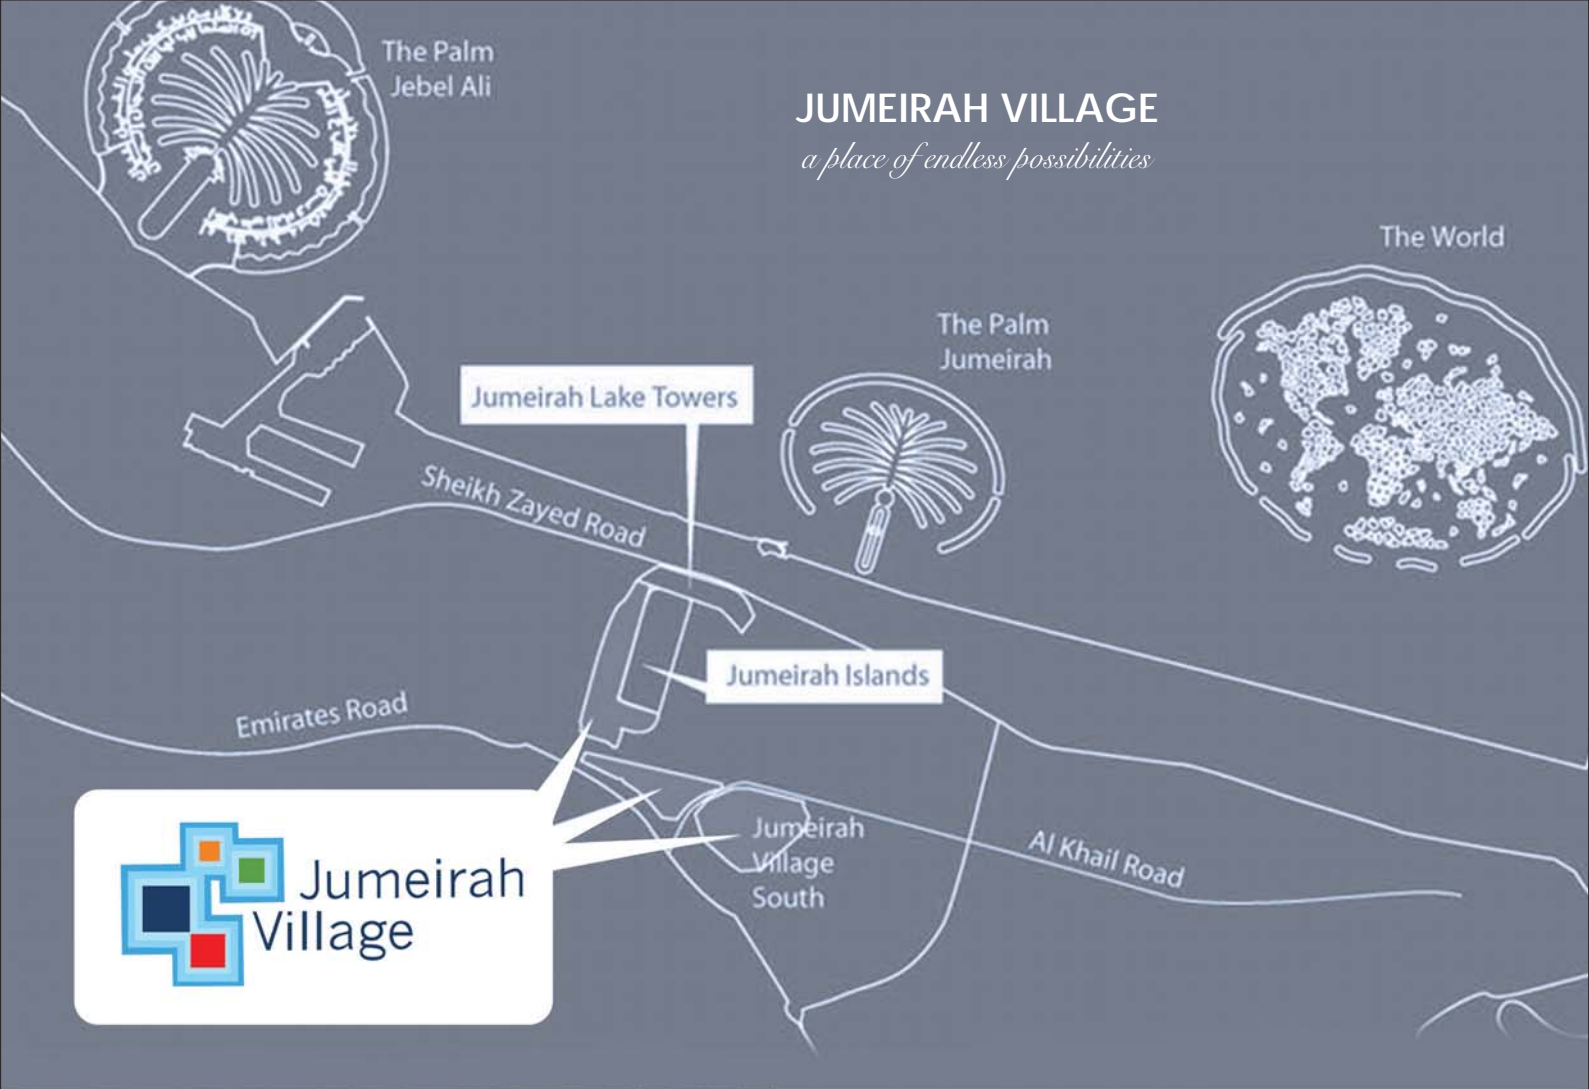 The Palm
Jebel Ali
JUMEIRAH VILLAGE
a place of endless possibilities
The World
The Palm
Jumeirah
Jumeirah Lake Towers
Sheikh Zayed Road
Jumeirah Islands
Emirates Road
Jumeirah
Village
South
Al Khail Road
Jumeirah
Village